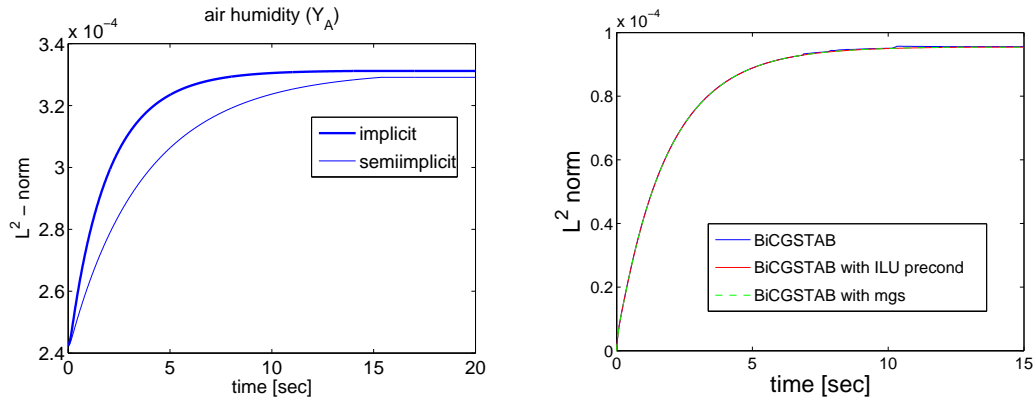 air humidity (Y_A)
x 10^-4
3.4
3.2
3
2.8
2.6
2.4
L^2 - norm
0
5
10
15
20
time [sec]
implicit
semiimplicit
x 10^-4
1
0.8
0.6
0.4
0.2
0
L^2 norm
0
5
10
15
time [sec]
BiCGSTAB
BiCGSTAB with ILU precond
BiCGSTAB with mgs